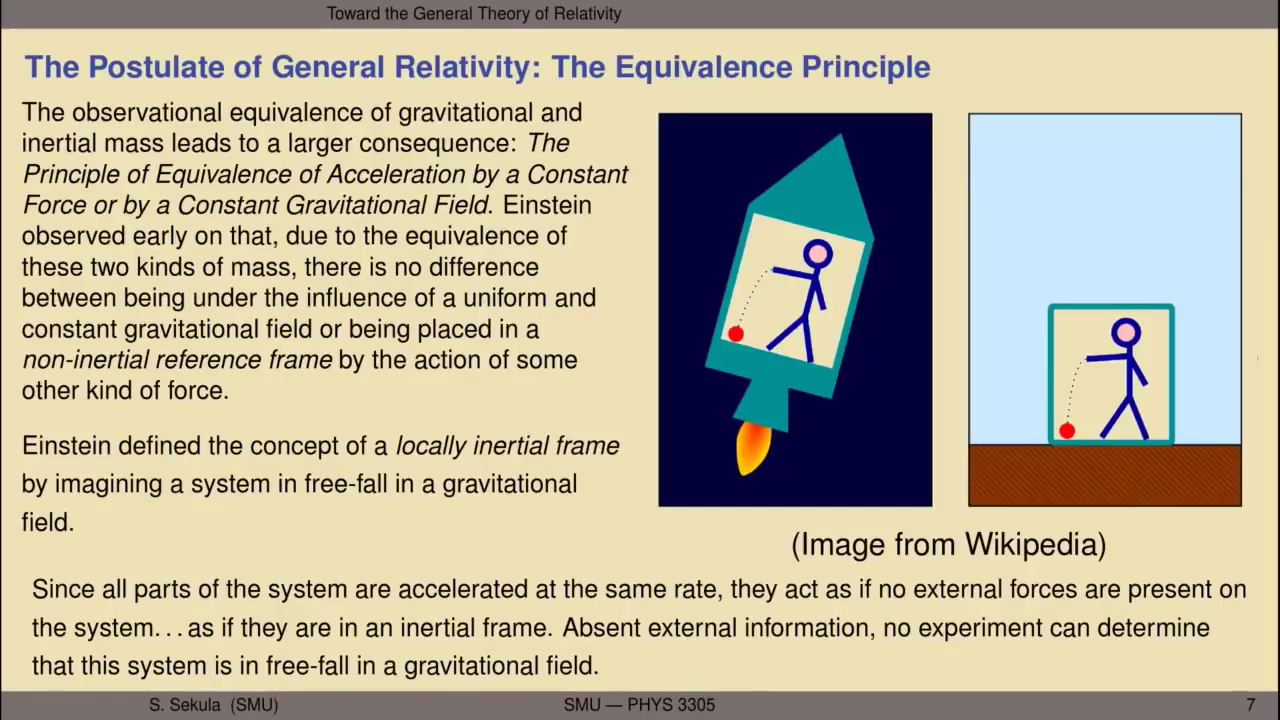 Toward the General Theory of Relativity
The Postulate of General Relativity: The Equivalence Principle
The observational equivalence of gravitational and
inertial mass leads to a larger consequence: The
Principle of Equivalence of Acceleration by a Constant
Force or by a Constant Gravitational Field. Einstein
observed early on that, due to the equivalence of
these two kinds of mass, there is no difference
between being under the influence of a uniform and
constant gravitational field or being placed in a
non-inertial reference frame by the action of some
other kind of force.
Einstein defined the concept of a locally inertial frame
by imagining a system in free-fall in a gravitational
field.
(Image from Wikipedia)
Since all parts of the system are accelerated at the same rate, they act as if no external forces are present on
the system...as if they are in an inertial frame. Absent external information, no experiment can determine
that this system is in free-fall in a gravitational field.
S. Sekula (SMU) SMU — PHYS 3305 7